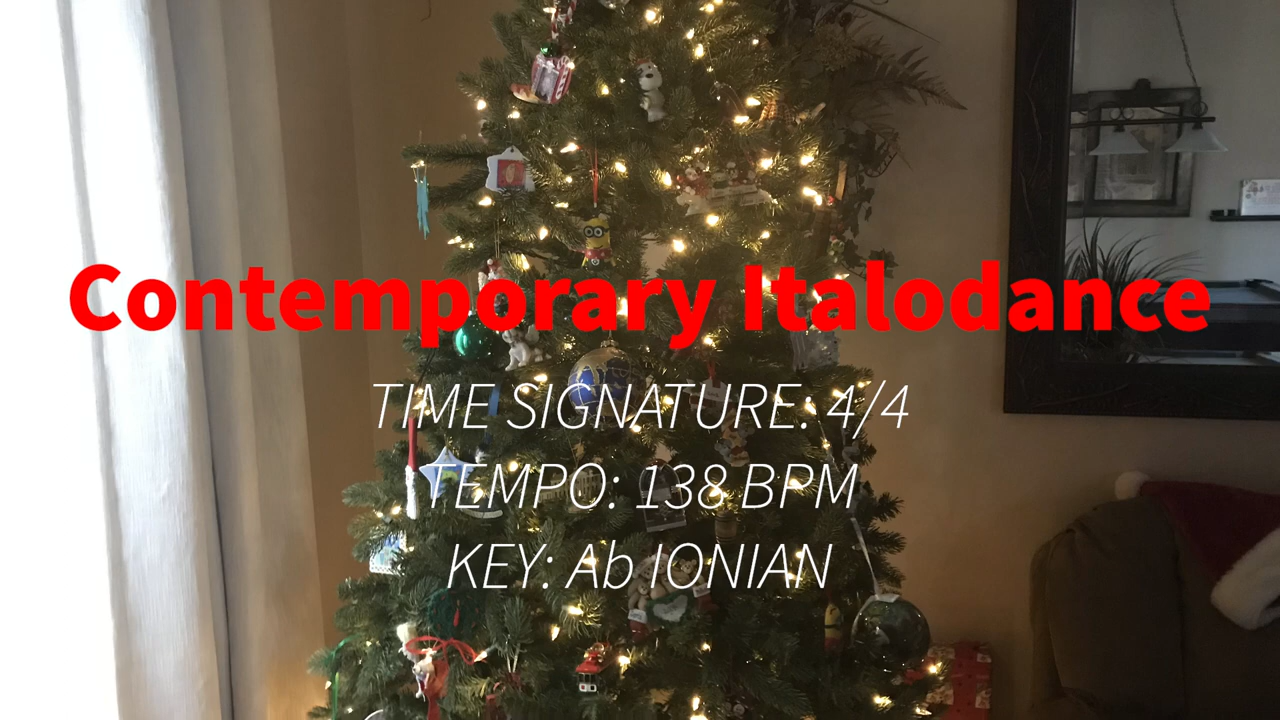 Contemporary Italodance
TIME SIGNATURE: 4/4
TEMPO: 138 BPM
KEY: Ab IONIAN